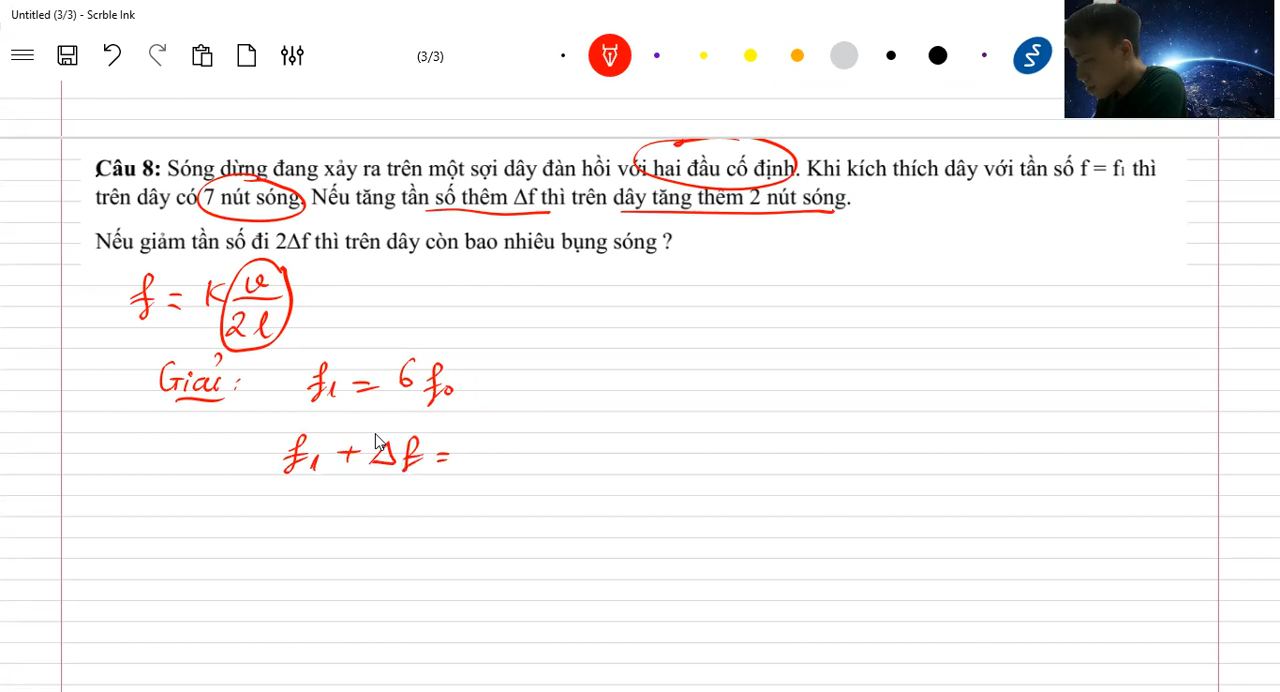 Untitled (3/3) - Scrble Ink
(3/3)
Câu 8: Sóng dừng đang xảy ra trên một sợi dây đàn hồi với hai đầu cố định. Khi kích thích dây với tần số f = f₁ thì
trên dây có 7 nút sóng. Nếu tăng tần số thêm Δf thì trên dây tăng thêm 2 nút sóng.
Nếu giảm tần số đi 2Δf thì trên dây còn bao nhiêu bụng sóng ?
f = K v/2l
Giải: f₁ = 6 f₀
f₁ + Δf =